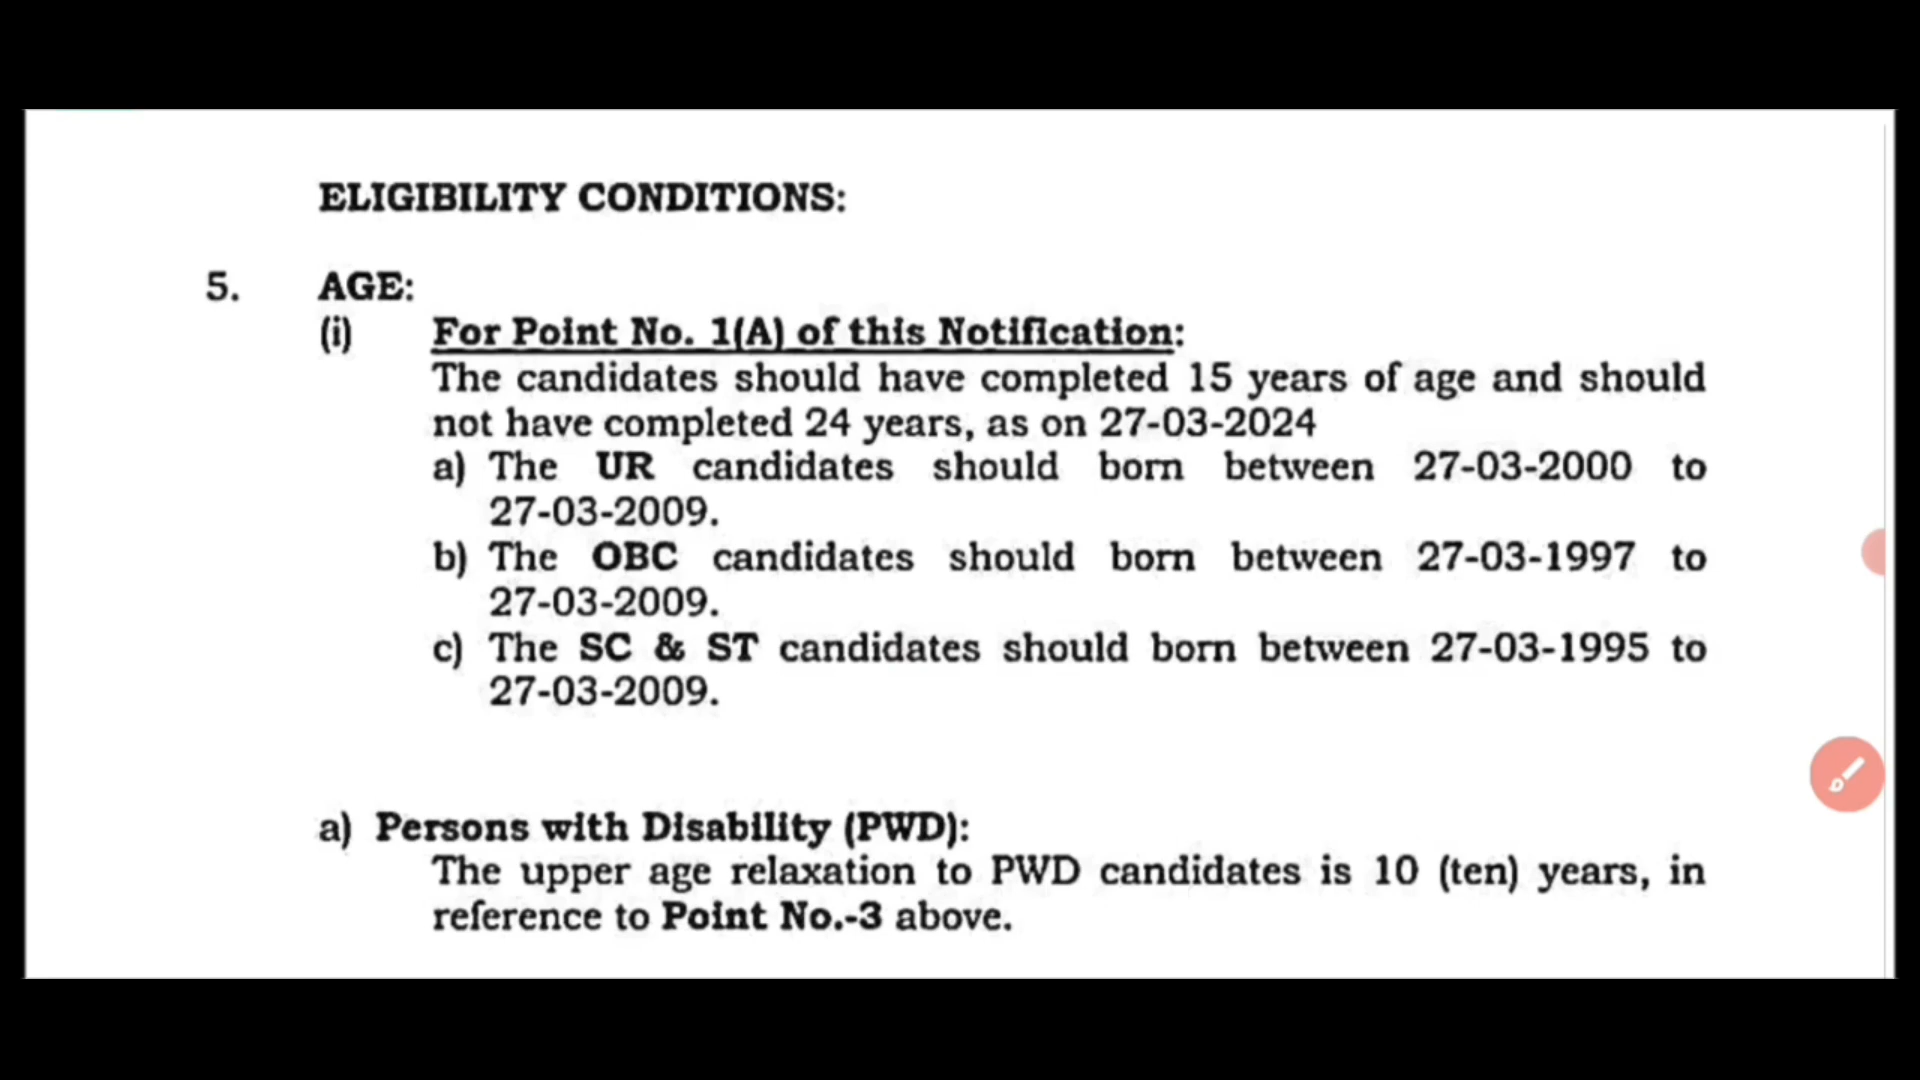 ELIGIBILITY CONDITIONS:
5. AGE:
(i) For Point No. 1(A) of this Notification:
The candidates should have completed 15 years of age and should
not have completed 24 years, as on 27-03-2024
a) The UR candidates should born between 27-03-2000 to
27-03-2009.
b) The OBC candidates should born between 27-03-1997 to
27-03-2009.
c) The SC & ST candidates should born between 27-03-1995 to
27-03-2009.
a) Persons with Disability (PWD):
The upper age relaxation to PWD candidates is 10 (ten) years, in
reference to Point No.-3 above.